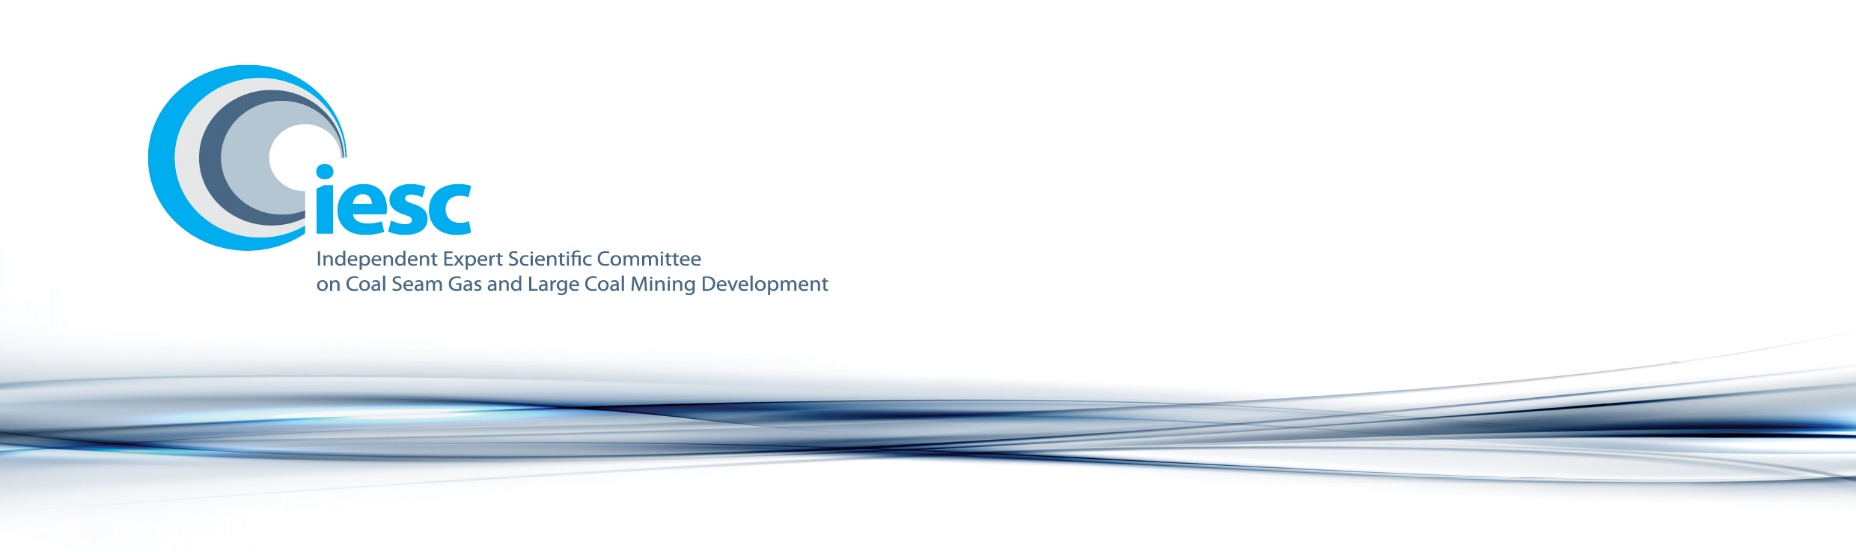 iesc
Independent Expert Scientific Committee
on Coal Seam Gas and Large Coal Mining Development